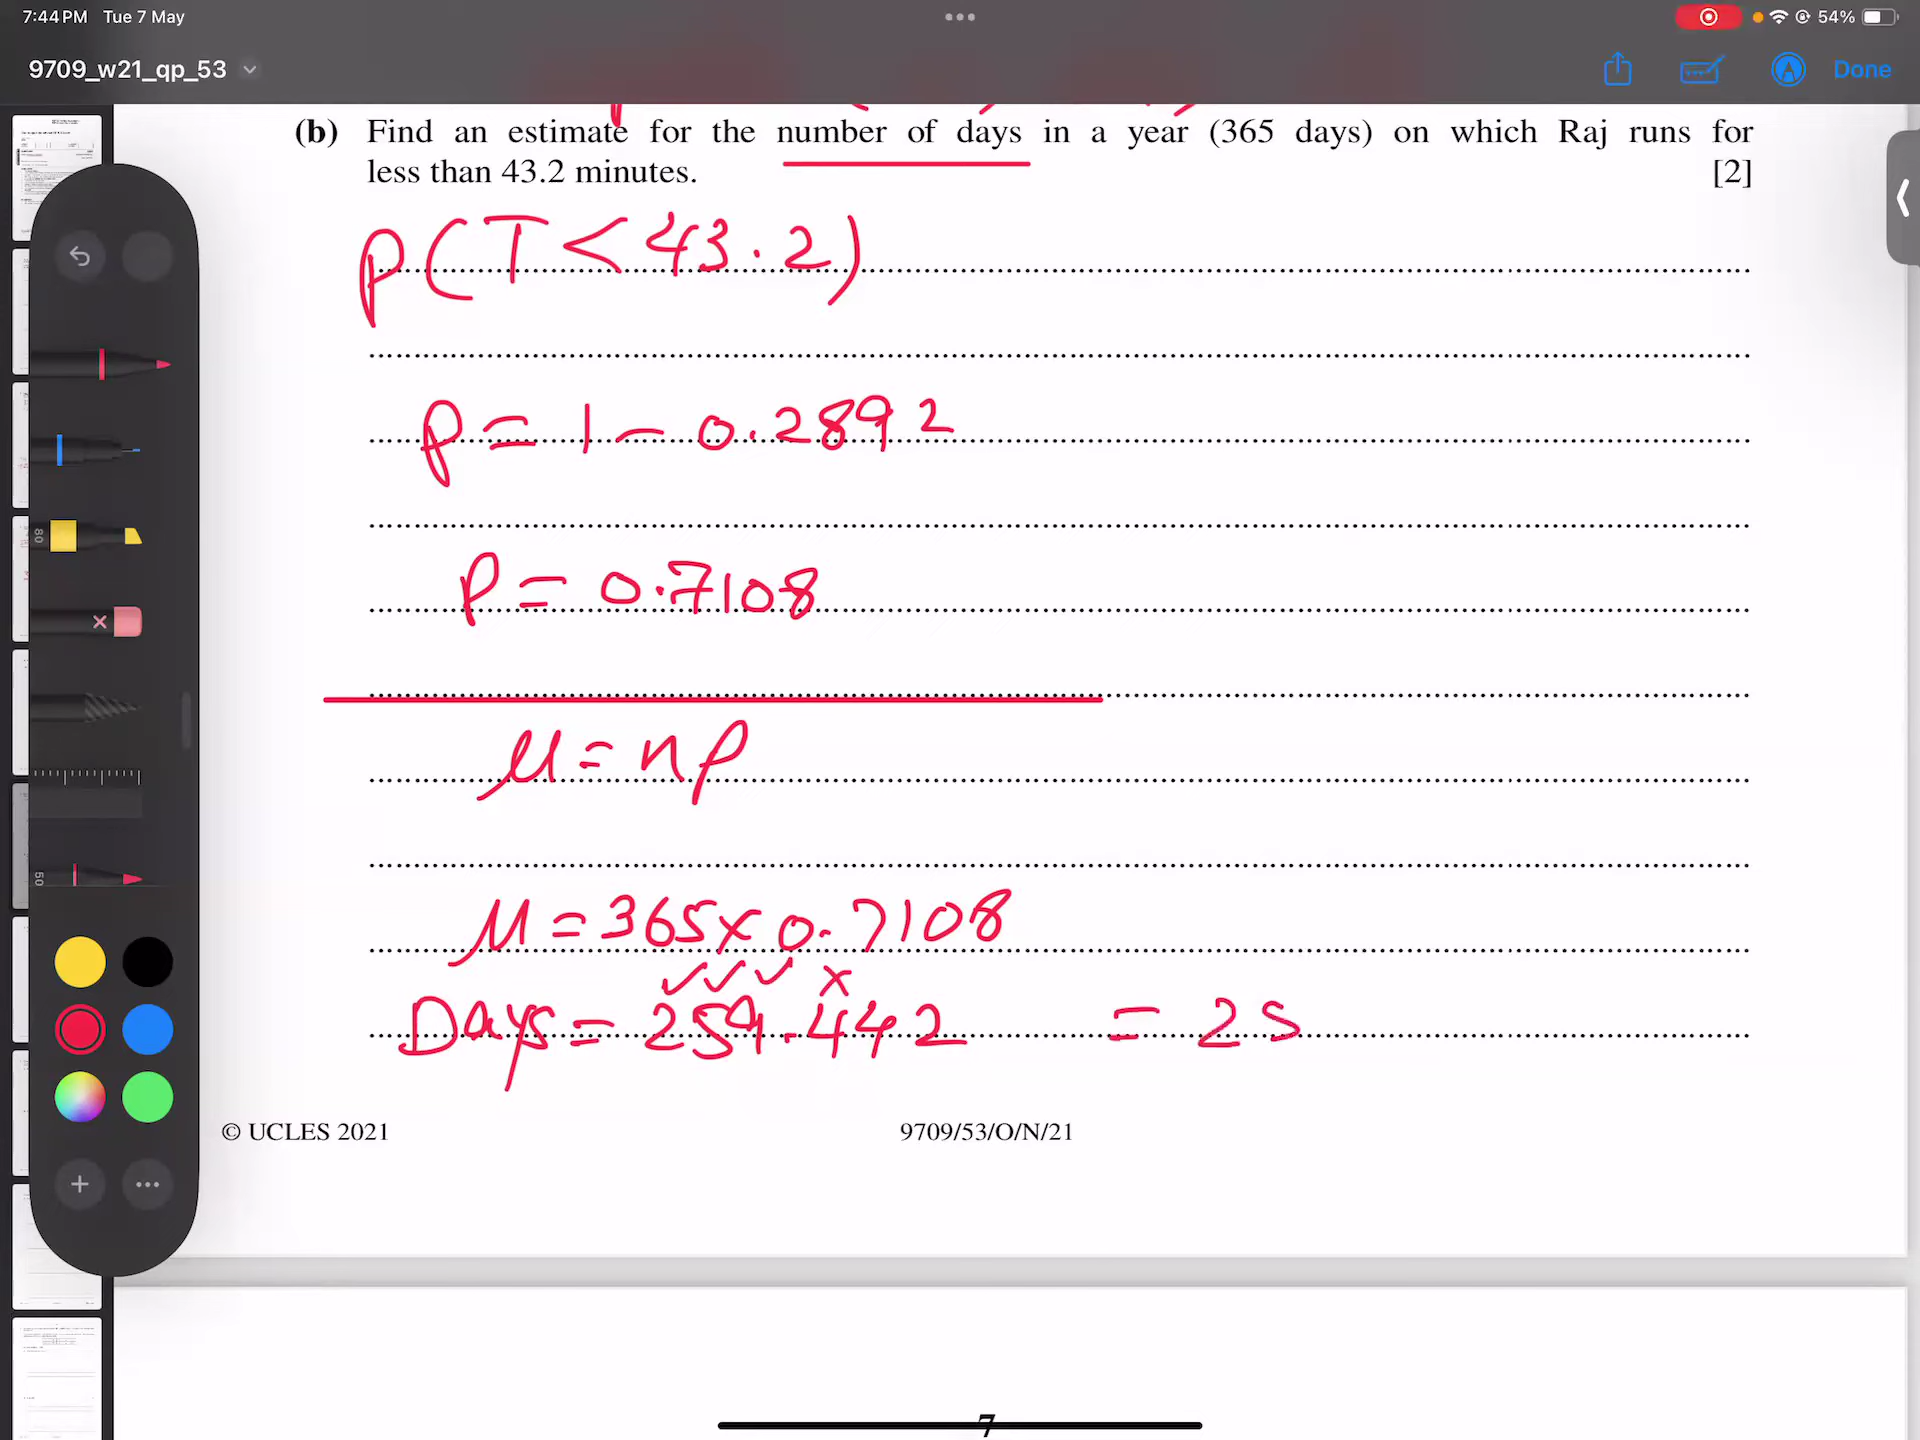 7:44 PM Tue 7 May
54%
9709_w21_qp_53
Done
(b) Find an estimate for the number of days in a year (365 days) on which Raj runs for
less than 43.2 minutes. [2]
P(T < 43.2)
P = 1 - 0.2892
P = 0.7108
μ = np
μ = 365 x 0.7108
✓✓✓ x
Days = 259.442 = 25
80
50
© UCLES 2021
9709/53/O/N/21
7